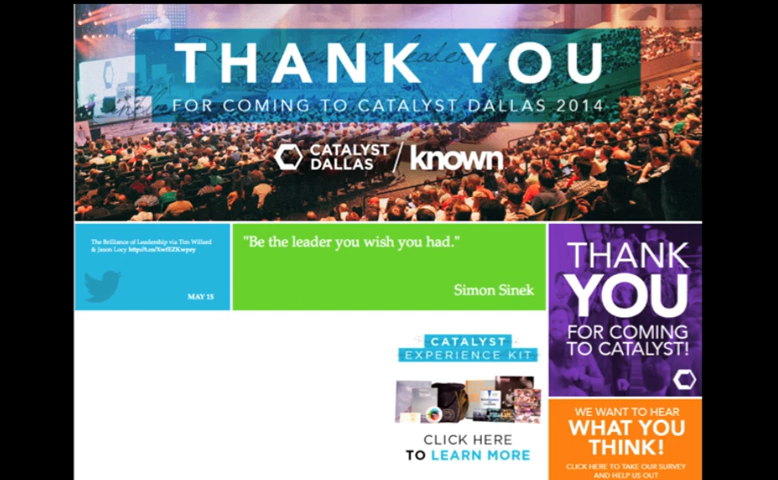 THANK YOU
FOR COMING TO CATALYST DALLAS 2014
CATALYST
DALLAS
known
The Brilliance of Leadership via Tim Willard
& Jason Locy
MAY 15
"Be the leader you wish you had."
Simon Sinek
THANK
YOU
FOR COMING
TO CATALYST!
CATALYST
EXPERIENCE KIT
CLICK HERE
TO LEARN MORE
WE WANT TO HEAR
WHAT YOU
THINK!
CLICK HERE TO TAKE OUR SURVEY
AND HELP US OUT